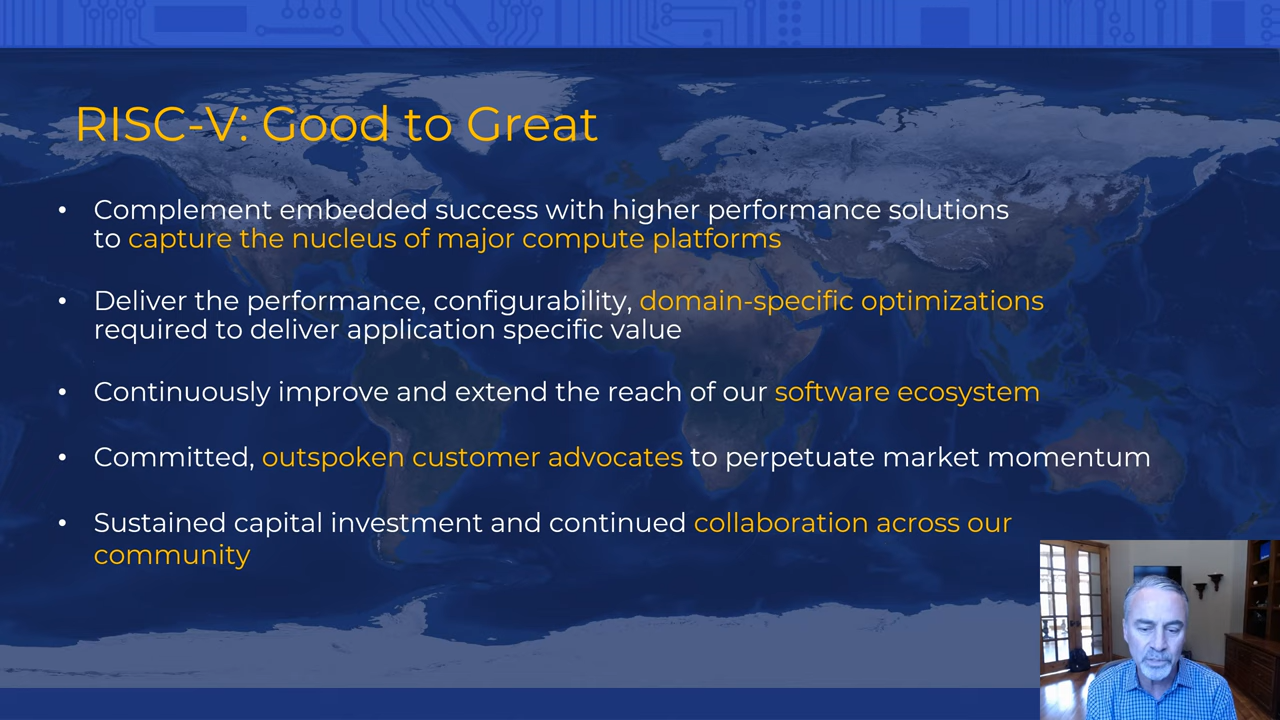 RISC-V: Good to Great
• Complement embedded success with higher performance solutions
to capture the nucleus of major compute platforms
• Deliver the performance, configurability, domain-specific optimizations
required to deliver application specific value
• Continuously improve and extend the reach of our software ecosystem
• Committed, outspoken customer advocates to perpetuate market momentum
• Sustained capital investment and continued collaboration across our
community